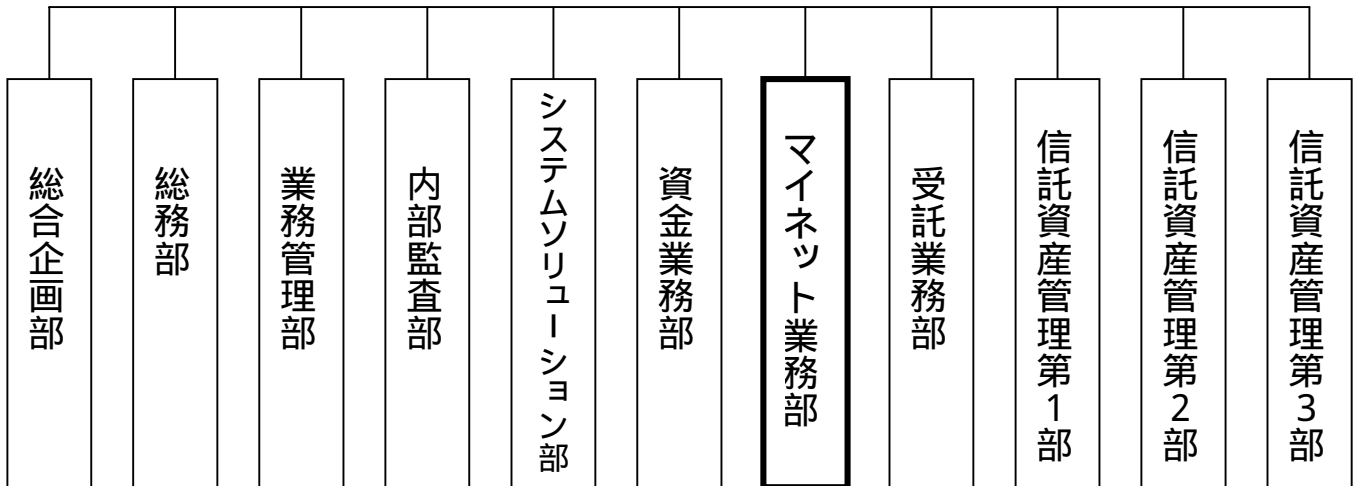 総合企画部
総務部
業務管理部
内部監査部
システムソリューション部
資金業務部
マイネット業務部
受託業務部
信託資産管理第1部
信託資産管理第2部
信託資産管理第3部